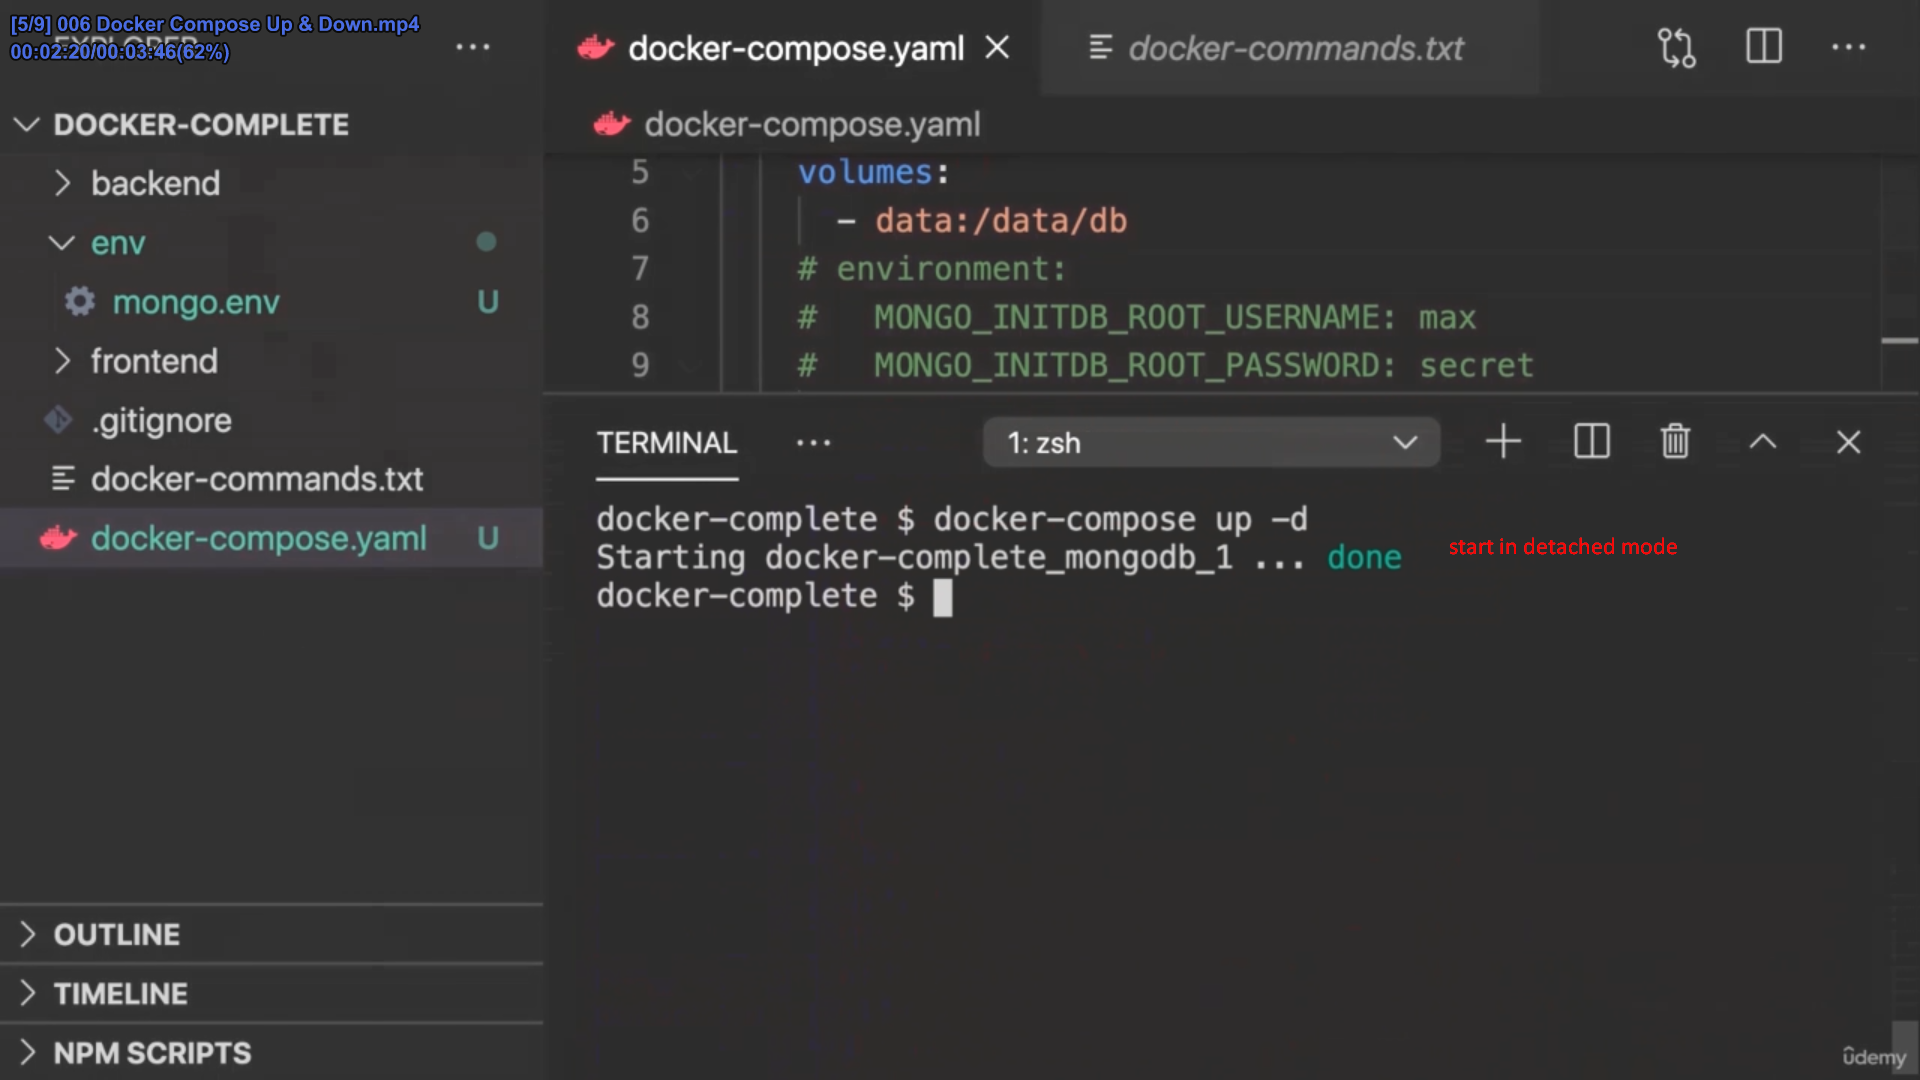 [5/9] 006 Docker Compose Up & Down.mp4
00:02:20/00:03:46(62%)
EXPLORER
docker-compose.yaml
docker-commands.txt
DOCKER-COMPLETE
backend
env
mongo.env U
frontend
.gitignore
docker-commands.txt
docker-compose.yaml U
OUTLINE
TIMELINE
NPM SCRIPTS
docker-compose.yaml
5 volumes:
6 - data:/data/db
7 # environment:
8 # MONGO_INITDB_ROOT_USERNAME: max
9 # MONGO_INITDB_ROOT_PASSWORD: secret
TERMINAL
1: zsh
docker-complete $ docker-compose up -d
Starting docker-complete_mongodb_1 ... done
start in detached mode
docker-complete $
ûdemy